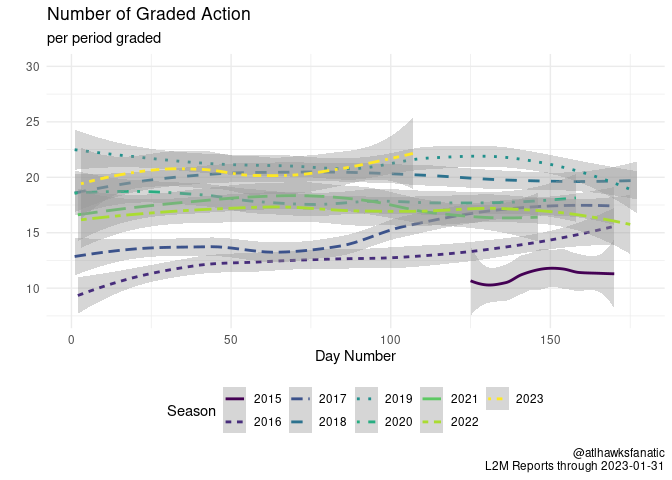 Number of Graded Action
per period graded
30
25
20
15
10
0 50 100 150
Day Number
Season 2015 2017 2019 2021 2023
2016 2018 2020 2022
@atlhawksfanatic
L2M Reports through 2023-01-31